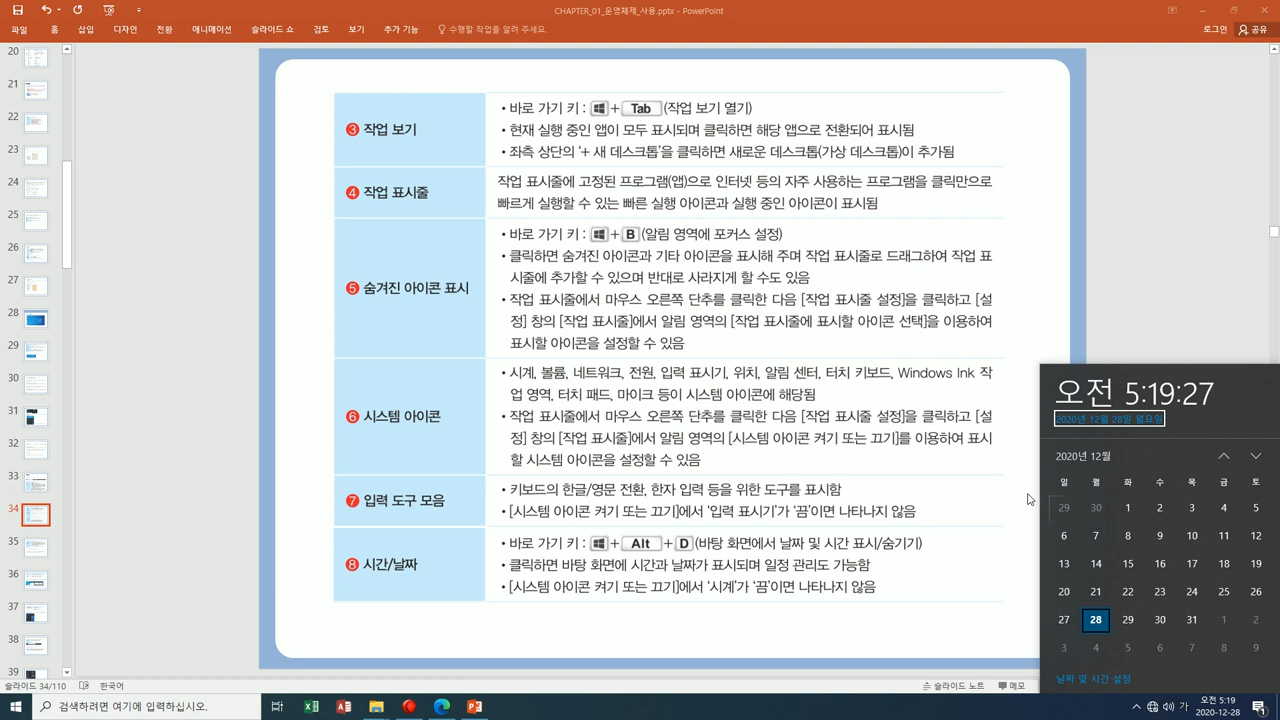 CHAPTER_01_운영체제_사용.pptx - PowerPoint
파일 홈 삽입 디자인 전환 애니메이션 슬라이드 쇼 검토 보기 추가 기능 수행할 작업을 알려 주세요. 로그인 공유
20
21
22
23
24
25
26
27
28
29
30
31
32
33
34
35
36
37
38
39
❸ 작업 보기
• 바로 가기 키 : + Tab (작업 보기 열기)
• 현재 실행 중인 앱이 모두 표시되며 클릭하면 해당 앱으로 전환되어 표시됨
• 좌측 상단의 '+ 새 데스크톱'을 클릭하면 새로운 데스크톱(가상 데스크톱)이 추가됨
❹ 작업 표시줄
작업 표시줄에 고정된 프로그램(앱)으로 인터넷 등의 자주 사용하는 프로그램을 클릭만으로
빠르게 실행할 수 있는 빠른 실행 아이콘과 실행 중인 아이콘이 표시됨
❺ 숨겨진 아이콘 표시
• 바로 가기 키 : + B (알림 영역에 포커스 설정)
• 클릭하면 숨겨진 아이콘과 기타 아이콘을 표시해 주며 작업 표시줄로 드래그하여 작업 표
시줄에 추가할 수 있으며 반대로 사라지게 할 수도 있음
• 작업 표시줄에서 마우스 오른쪽 단추를 클릭한 다음 [작업 표시줄 설정]을 클릭하고 [설
정] 창의 [작업 표시줄]에서 알림 영역의 [작업 표시줄에 표시할 아이콘 선택]을 이용하여
표시할 아이콘을 설정할 수 있음
❻ 시스템 아이콘
• 시계, 볼륨, 네트워크, 전원, 입력 표시기, 위치, 알림 센터, 터치 키보드, Windows Ink 작
업 영역, 터치 패드, 마이크 등이 시스템 아이콘에 해당됨
• 작업 표시줄에서 마우스 오른쪽 단추를 클릭한 다음 [작업 표시줄 설정]을 클릭하고 [설
정] 창의 [작업 표시줄]에서 알림 영역의 [시스템 아이콘 켜기 또는 끄기]를 이용하여 표시
할 시스템 아이콘을 설정할 수 있음
❼ 입력 도구 모음
• 키보드의 한글/영문 전환, 한자 입력 등을 위한 도구를 표시함
• [시스템 아이콘 켜기 또는 끄기]에서 '입력 표시기'가 '끔'이면 나타나지 않음
❽ 시간/날짜
• 바로 가기 키 : + Alt + D (바탕 화면에서 날짜 및 시간 표시/숨기기)
• 클릭하면 바탕 화면에 시간과 날짜가 표시되며 일정 관리도 가능함
• [시스템 아이콘 켜기 또는 끄기]에서 '시계'가 '끔'이면 나타나지 않음
오전 5:19:27
2020년 12월 28일 월요일
2020년 12월
일 월 화 수 목 금 토
29 30 1 2 3 4 5
6 7 8 9 10 11 12
13 14 15 16 17 18 19
20 21 22 23 24 25 26
27 28 29 30 31 1 2
3 4 5 6 7 8 9
날짜 및 시간 설정
슬라이드 34/110 한국어 슬라이드 노트 메모
검색하려면 여기에 입력하십시오.
가
오전 5:19
2020-12-28